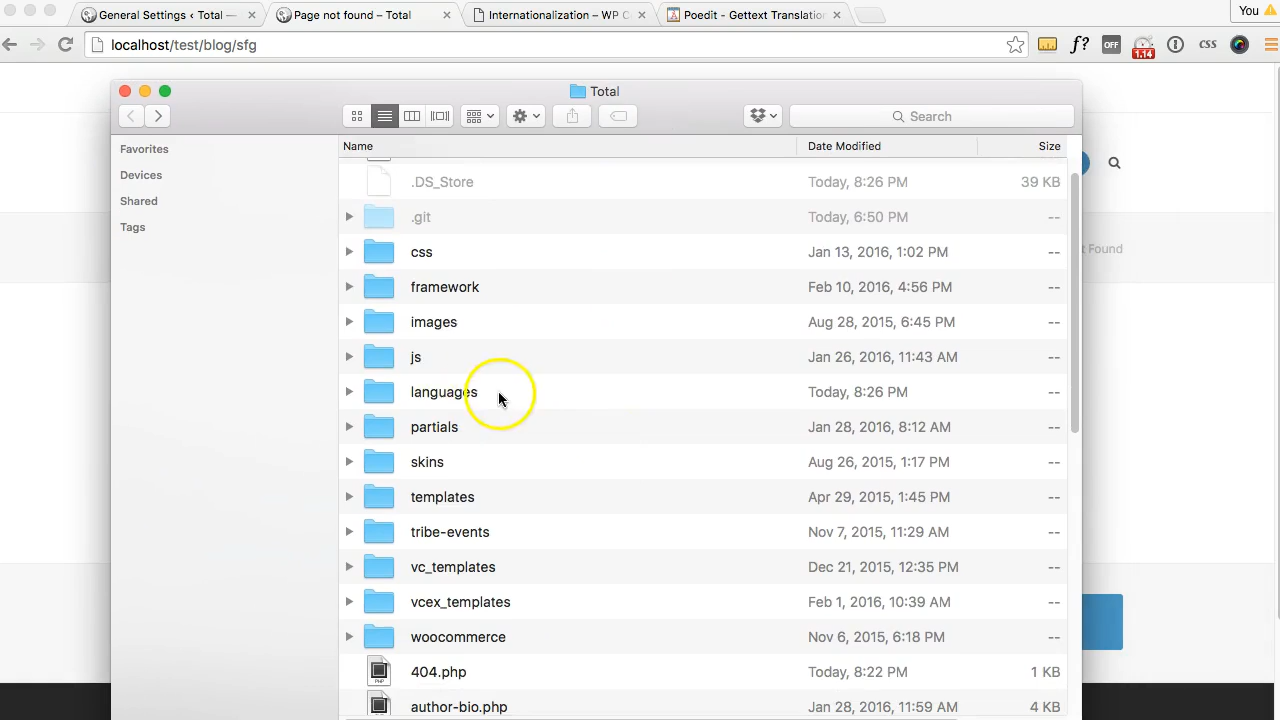 General Settings ‹ Total —
Page not found – Total
Internationalization – WP C
Poedit - Gettext Translation
You
localhost/test/blog/sfg
f?
OFF
1.14
css
Total
Search
Favorites
Devices
Shared
Tags
Name Date Modified Size
.DS_Store Today, 8:26 PM 39 KB
.git Today, 6:50 PM --
css Jan 13, 2016, 1:02 PM --
framework Feb 10, 2016, 4:56 PM --
images Aug 28, 2015, 6:45 PM --
js Jan 26, 2016, 11:43 AM --
languages Today, 8:26 PM --
partials Jan 28, 2016, 8:12 AM --
skins Aug 26, 2015, 1:17 PM --
templates Apr 29, 2015, 1:45 PM --
tribe-events Nov 7, 2015, 11:29 AM --
vc_templates Dec 21, 2015, 12:35 PM --
vcex_templates Feb 1, 2016, 10:39 AM --
woocommerce Nov 6, 2015, 6:18 PM --
404.php Today, 8:22 PM 1 KB
author-bio.php Jan 28, 2016, 11:59 AM 4 KB
PHP
t Found